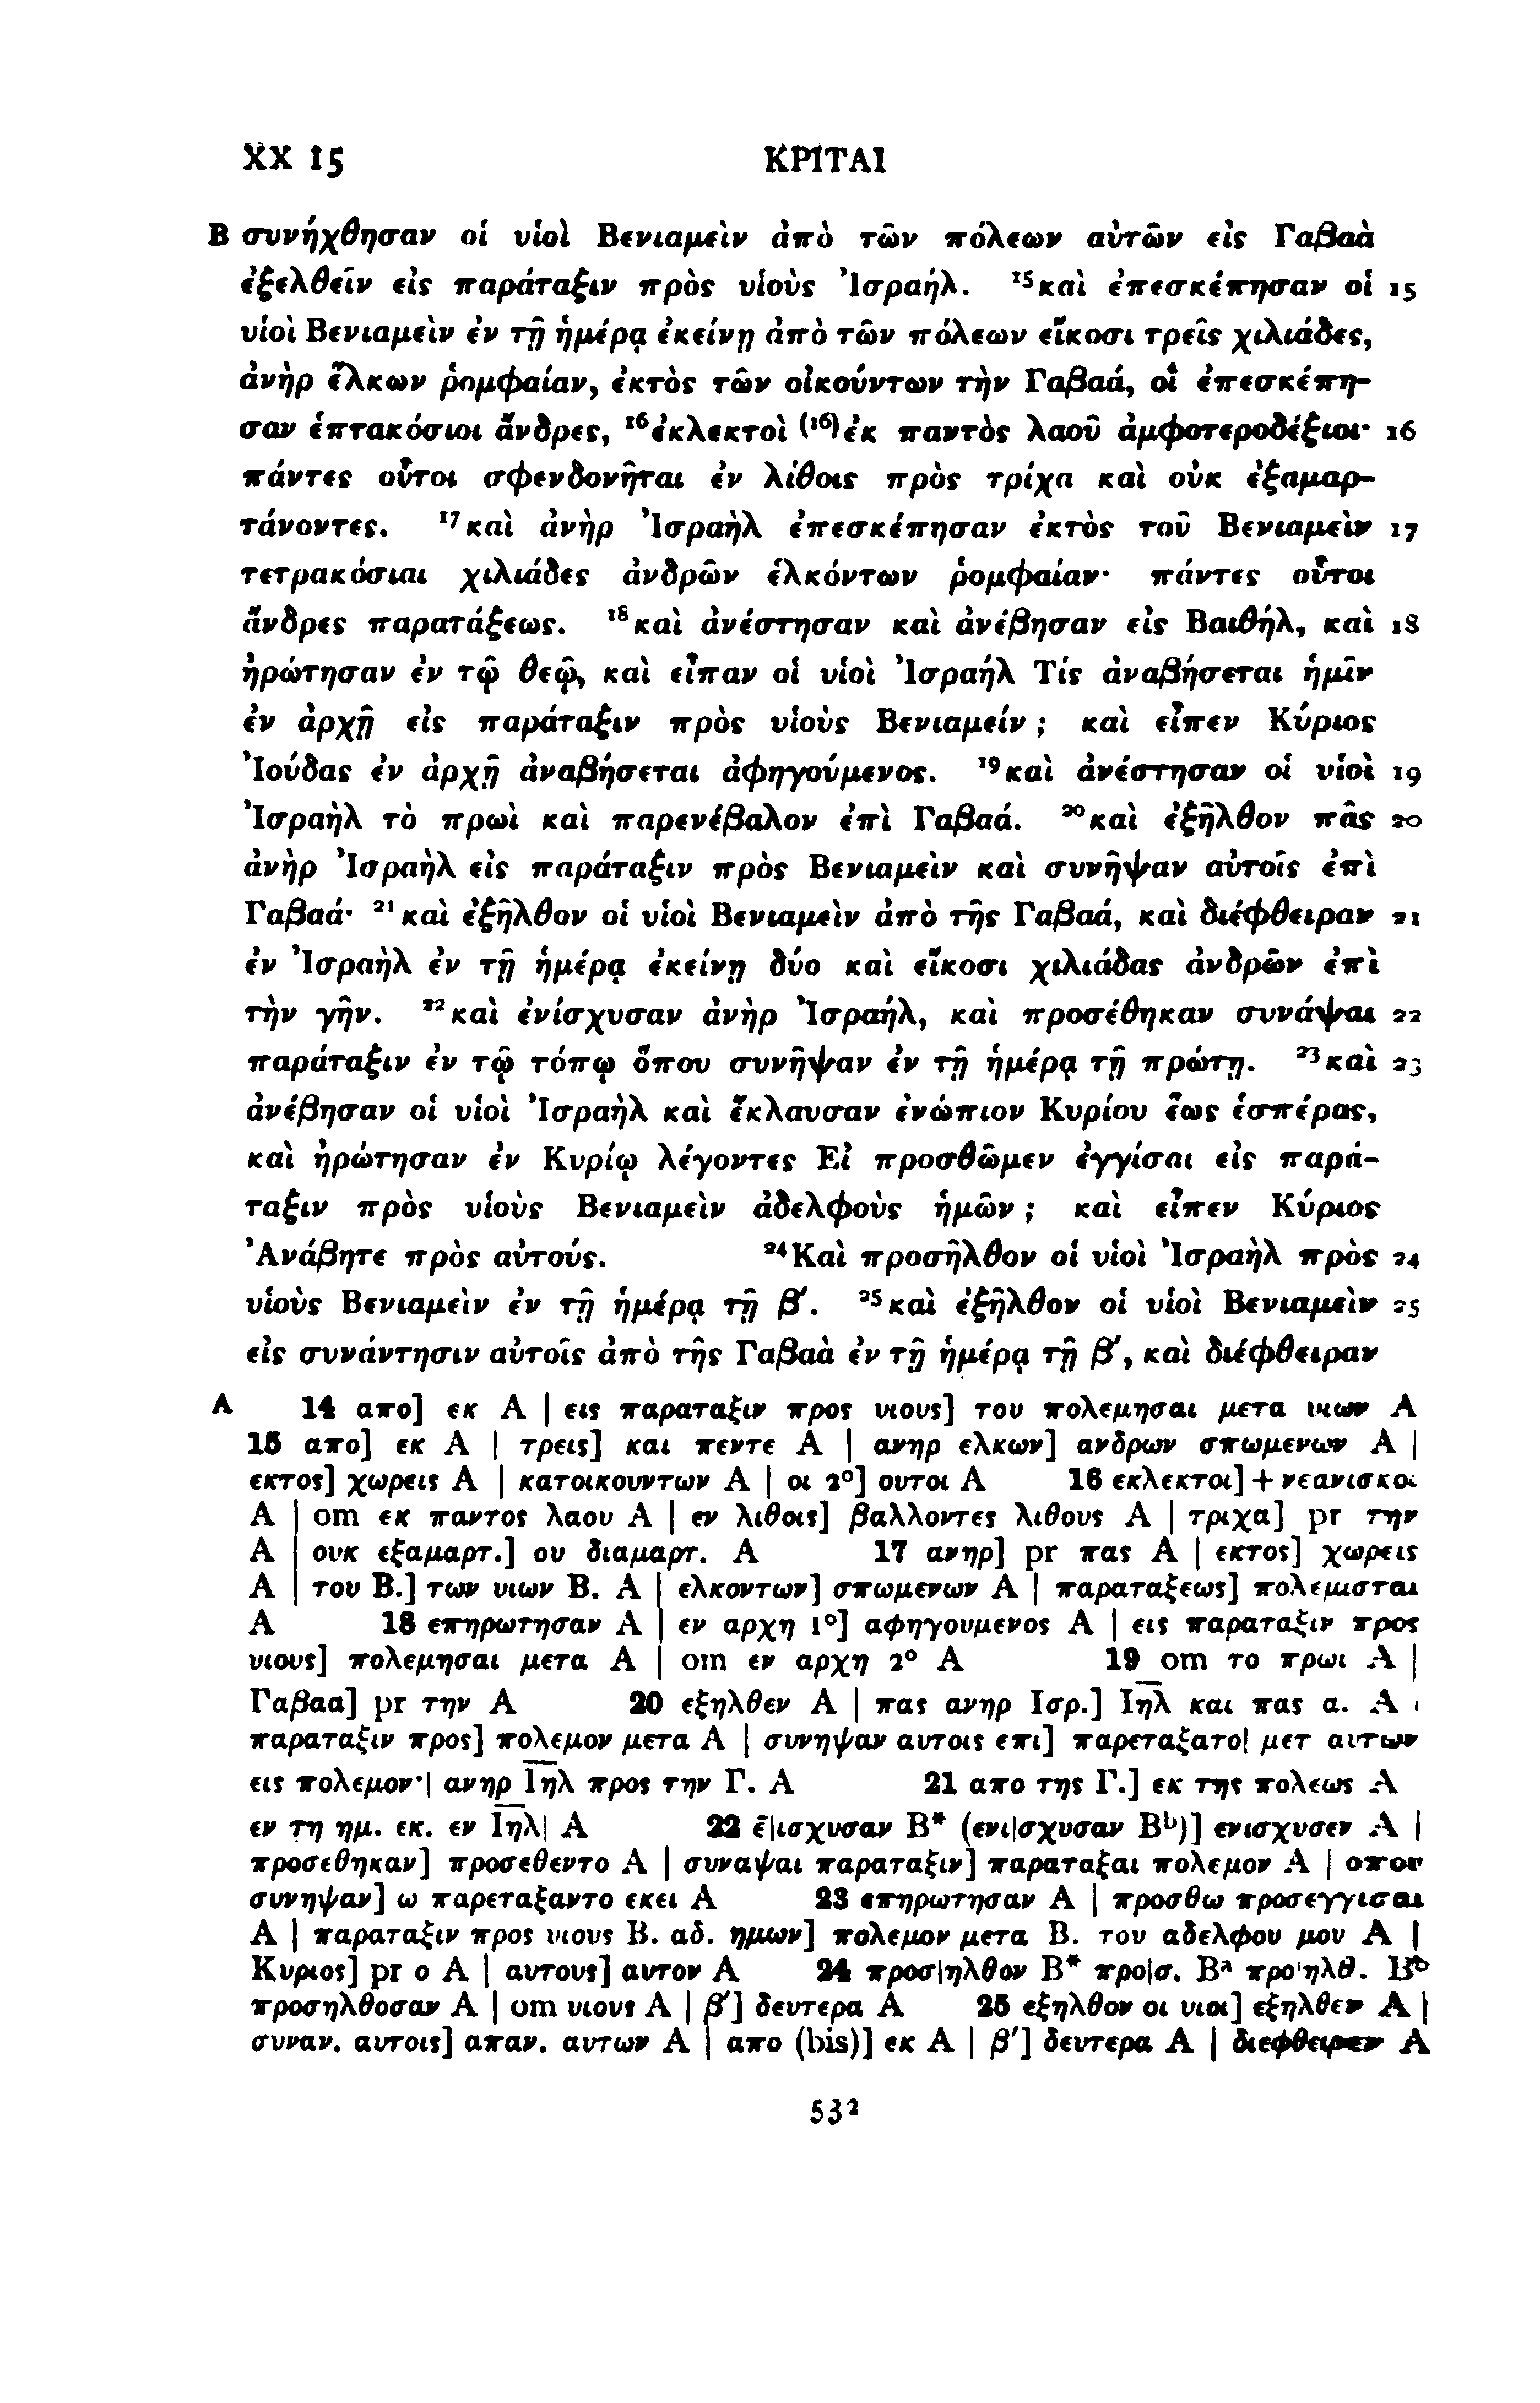 XX 15 ΚΡΙΤΑΙ
B συνήχθησαν οἱ υἱοὶ Βενιαμεὶν ἀπὸ τῶν πόλεων αὐτῶν εἰς Γαβαὰ
ἐξελθεῖν εἰς παράταξιν πρὸς υἱοὺς Ἰσραήλ. ¹⁵καὶ ἐπεσκέπησαν οἱ 15
υἱοὶ Βενιαμεὶν ἐν τῇ ἡμέρᾳ ἐκείνῃ ἀπὸ τῶν πόλεων εἴκοσι τρεῖς χιλιάδες,
ἀνὴρ ἕλκων ῥομφαίαν, ἐκτὸς τῶν οἰκούντων τὴν Γαβαά, οἳ ἐπεσκέπη-
σαν ἑπτακόσιοι ἄνδρες, ¹⁶ἐκλεκτοὶ (¹⁶)ἐκ παντὸς λαοῦ ἀμφοτεροδέξιοι· 16
πάντες οὗτοι σφενδονῆται ἐν λίθοις πρὸς τρίχα καὶ οὐκ ἐξαμαρ-
τάνοντες. ¹⁷καὶ ἀνὴρ Ἰσραὴλ ἐπεσκέπησαν ἐκτὸς τοῦ Βενιαμεὶν 17
τετρακόσιαι χιλιάδες ἀνδρῶν ἑλκόντων ῥομφαίαν· πάντες οὗτοι
ἄνδρες παρατάξεως. ¹⁸καὶ ἀνέστησαν καὶ ἀνέβησαν εἰς Βαιθήλ, καὶ 18
ἠρώτησαν ἐν τῷ θεῷ, καὶ εἶπαν οἱ υἱοὶ Ἰσραήλ Τίς ἀναβήσεται ἡμῖν
ἐν ἀρχῇ εἰς παράταξιν πρὸς υἱοὺς Βενιαμείν ; καὶ εἶπεν Κύριος
Ἰούδας ἐν ἀρχῇ ἀναβήσεται ἀφηγούμενος. ¹⁹καὶ ἀνέστησαν οἱ υἱοὶ 19
Ἰσραὴλ τὸ πρωὶ καὶ παρενέβαλον ἐπὶ Γαβαά. ²⁰καὶ ἐξῆλθον πᾶς 20
ἀνὴρ Ἰσραὴλ εἰς παράταξιν πρὸς Βενιαμεὶν καὶ συνῆψαν αὐτοῖς ἐπὶ
Γαβαά· ²¹καὶ ἐξῆλθον οἱ υἱοὶ Βενιαμεὶν ἀπὸ τῆς Γαβαά, καὶ διέφθειραν 21
ἐν Ἰσραὴλ ἐν τῇ ἡμέρᾳ ἐκείνῃ δύο καὶ εἴκοσι χιλιάδας ἀνδρῶν ἐπὶ
τὴν γῆν. ²²καὶ ἐνίσχυσαν ἀνὴρ Ἰσραήλ, καὶ προσέθηκαν συνάψαι 22
παράταξιν ἐν τῷ τόπῳ ὅπου συνῆψαν ἐν τῇ ἡμέρᾳ τῇ πρώτῃ. ²³καὶ 23
ἀνέβησαν οἱ υἱοὶ Ἰσραὴλ καὶ ἔκλαυσαν ἐνώπιον Κυρίου ἕως ἑσπέρας,
καὶ ἠρώτησαν ἐν Κυρίῳ λέγοντες Εἰ προσθῶμεν ἐγγίσαι εἰς παρά-
ταξιν πρὸς υἱοὺς Βενιαμεὶν ἀδελφοὺς ἡμῶν ; καὶ εἶπεν Κύριος
Ἀνάβητε πρὸς αὐτούς. ²⁴Καὶ προσῆλθον οἱ υἱοὶ Ἰσραὴλ πρὸς 24
υἱοὺς Βενιαμεὶν ἐν τῇ ἡμέρᾳ τῇ β′. ²⁵καὶ ἐξῆλθον οἱ υἱοὶ Βενιαμεὶν 25
εἰς συνάντησιν αὐτοῖς ἀπὸ τῆς Γαβαὰ ἐν τῇ ἡμέρᾳ τῇ β′, καὶ διέφθειραν
A 14 απο] εκ A | εις παραταξιν προς υιους] του πολεμησαι μετα υιων A
15 απο] εκ A | τρεις] και πεντε A | ανηρ ελκων] ανδρων σπωμενων A |
εκτος] χωρεις A | κατοικουντων A | οι 2º] ουτοι A 16 εκλεκτοι] + νεανισκοι
A | om εκ παντος λαου A | εν λιθοις] βαλλοντες λιθους A | τριχα] pr την
A | ουκ εξαμαρτ.] ου διαμαρτ. A 17 ανηρ] pr πας A | εκτος] χωρεις
A | του Β.] των υιων Β. A | ελκοντων] σπωμενων A | παραταξεως] πολεμισται
A 18 επηρωτησαν A | εν αρχη 1º] αφηγουμενος A | εις παραταξιν προς
υιους] πολεμησαι μετα A | om εν αρχη 2º A 19 om το πρωι A |
Γαβαα] pr την A 20 εξηλθεν A | πας ανηρ Ισρ.] Ιη̅λ̅ και πας α. A |
παραταξιν προς] πολεμον μετα A | συνηψαν αυτοις επι] παρεταξατο| μετ αυτων
εις πολεμον·| ανηρ Ιη̅λ̅ προς την Γ. A 21 απο της Γ.] εκ της πολεως A
εν τη ημ. εκ. εν Ιη̅λ̅| A 22 ε̅|ισχυσαν B* (ενι|σχυσαν Bᵇ)] ενισχυσεν A |
προσεθηκαν] προσεθεντο A | συναψαι παραταξιν] παραταξαι πολεμον A | οπου
συνηψαν] ω παρεταξαντο εκει A 23 επηρωτησαν A | προσθω προσεγγισαι
A | παραταξιν προς υιους Β. αδ. ημων] πολεμον μετα Β. του αδελφου μου A |
Κυριος] pr ο A | αυτους] αυτον A 24 προσ|ηλθον B* προ|σ. Bᵃ προ|ηλθ. Bᵇ
προσηλθοσαν A | om υιους A | β′] δευτερα A 25 εξηλθον οι υιοι] εξηλθεν A |
συναν. αυτοις] απαν. αυτων A | απο (bis)] εκ A | β′] δευτερα A | διεφθειρεν A
532